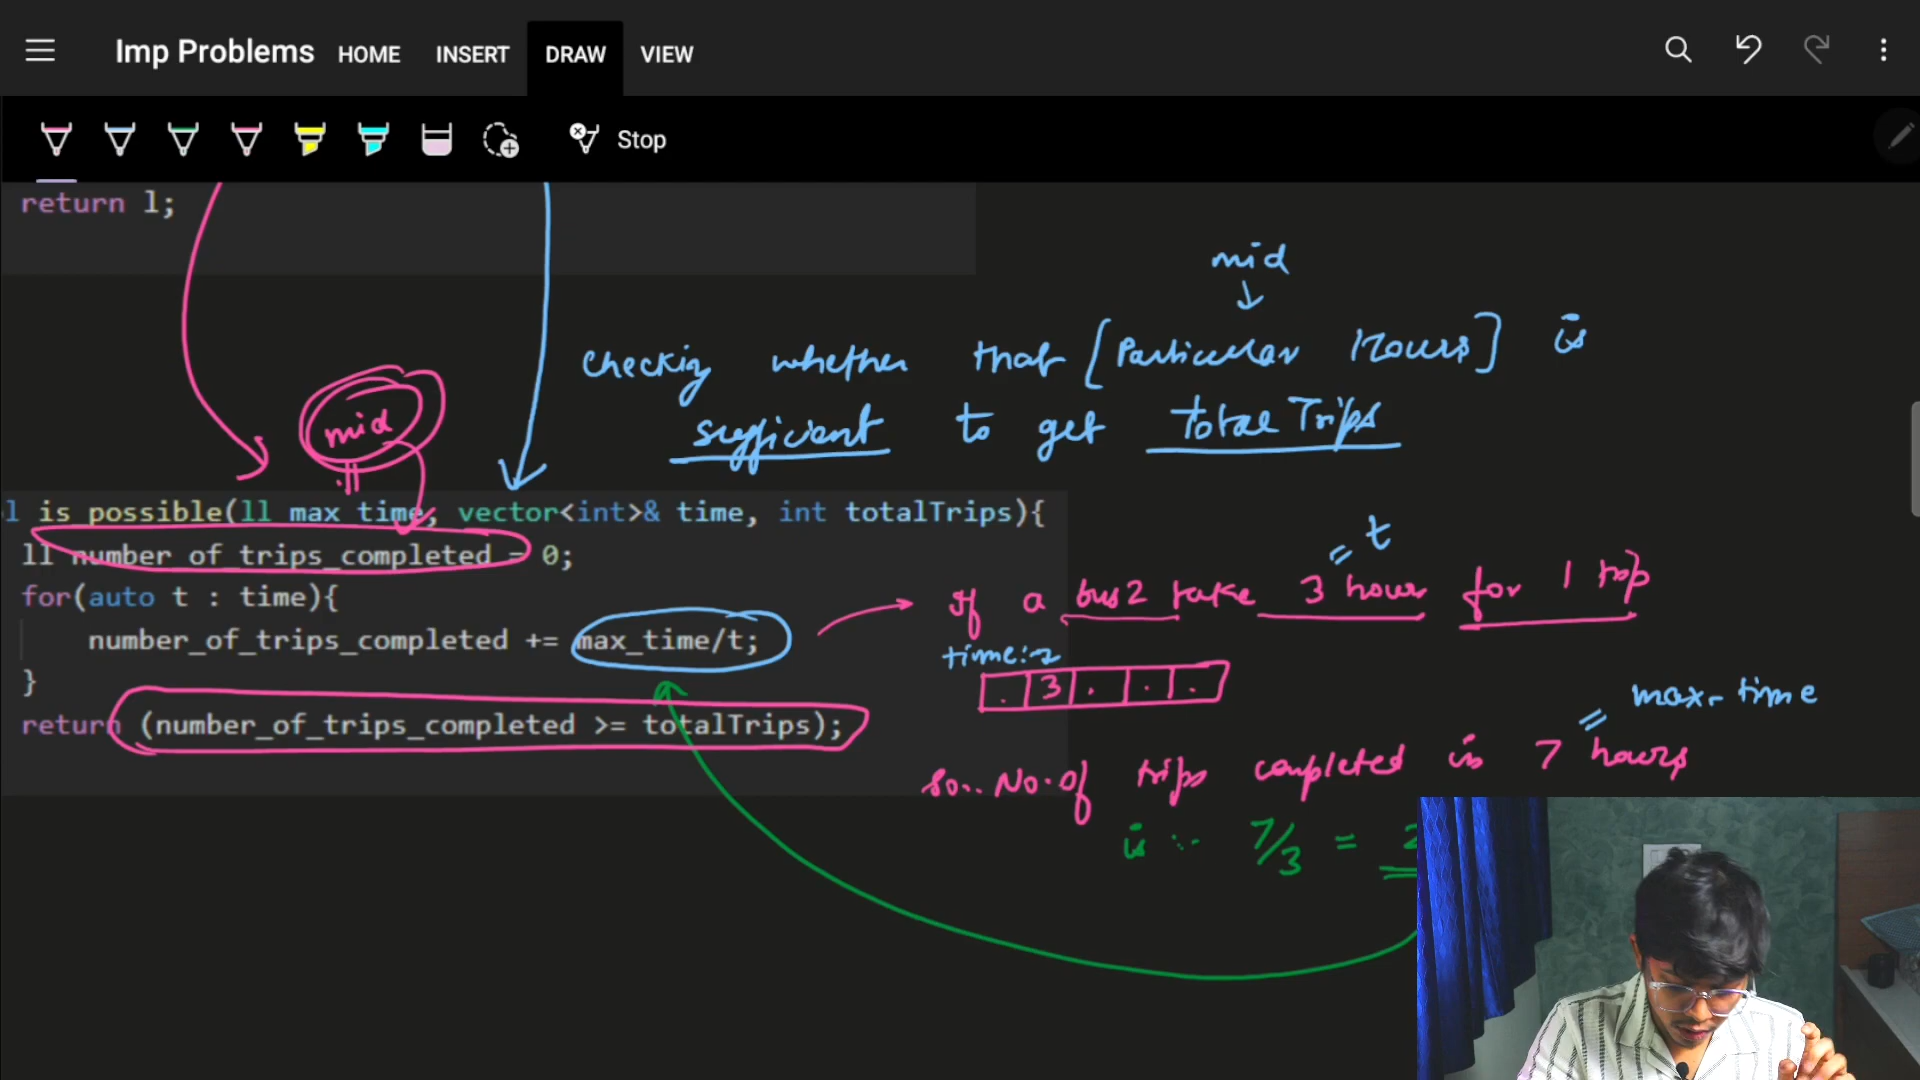 Imp Problems HOME INSERT DRAW VIEW
Stop
return l;
mid
checking whether that [Particular Hours] is
mid
sufficient to get total Trips
l is_possible(ll max_time, vector<int>& time, int totalTrips){
= t
ll number_of_trips_completed = 0;
If a bus2 take 3 hour for 1 trip
for(auto t : time){
number_of_trips_completed += max_time/t;
time:-
. 3 . . .
}
= max-time
return (number_of_trips_completed >= totalTrips);
so.. No. of trips completed in 7 hours
is :- 7/3 = 2